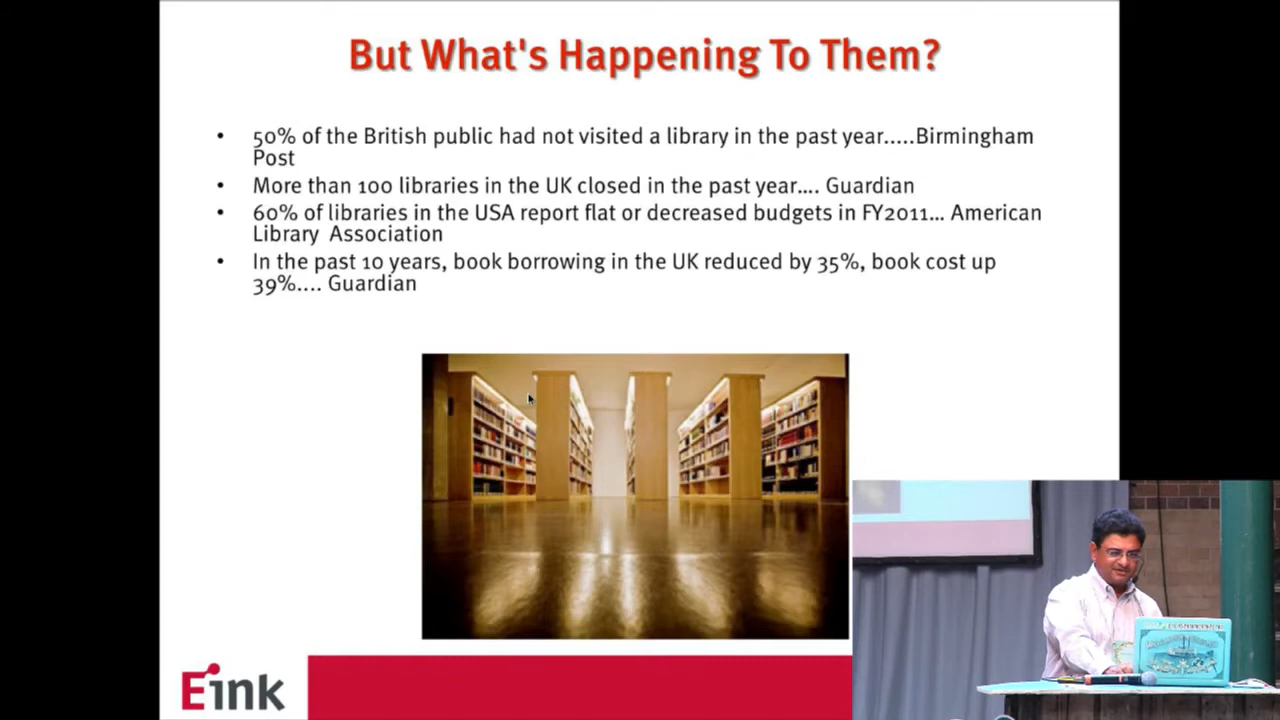 But What's Happening To Them?
• 50% of the British public had not visited a library in the past year.....Birmingham
Post
• More than 100 libraries in the UK closed in the past year.... Guardian
• 60% of libraries in the USA report flat or decreased budgets in FY2011... American
Library Association
• In the past 10 years, book borrowing in the UK reduced by 35%, book cost up
39%.... Guardian
Eink